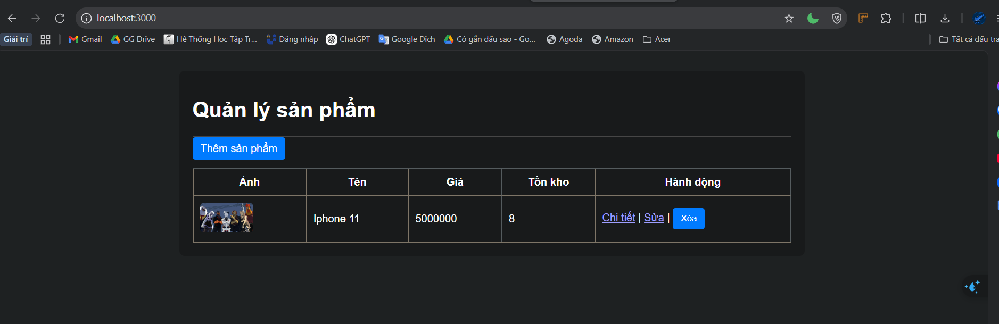 localhost:3000
Giải trí Gmail GG Drive Hệ Thống Học Tập Tr... Đăng nhập ChatGPT Google Dịch Có gắn dấu sao - Go... Agoda Amazon Acer Tất cả dấu tra
Quản lý sản phẩm
Thêm sản phẩm
Ảnh Tên Giá Tồn kho Hành động
Iphone 11 5000000 8 Chi tiết | Sửa | Xóa